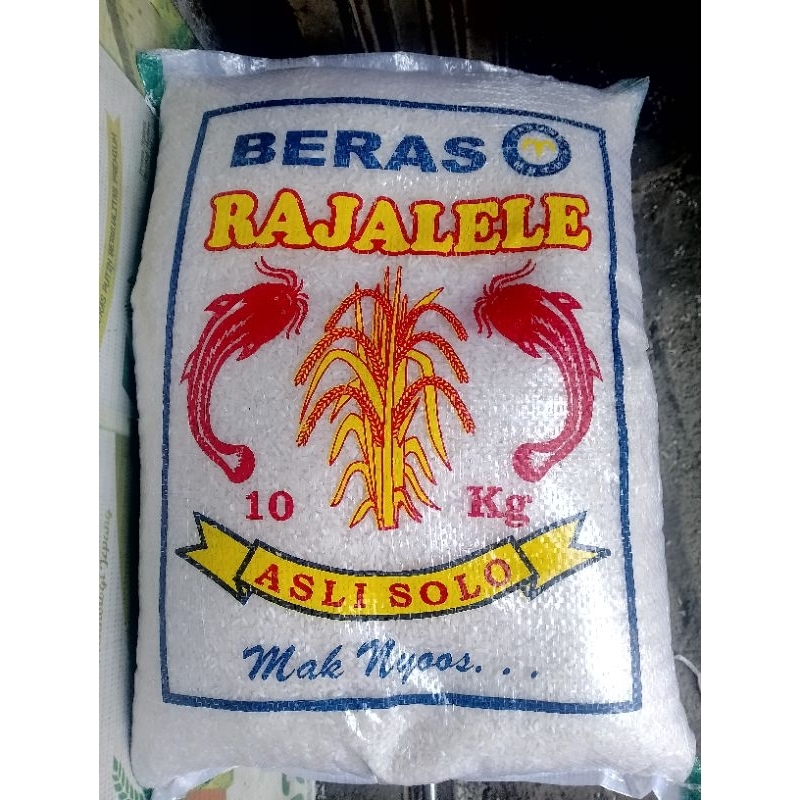 BERAS
RAJALELE
10 Kg
ASLI SOLO
Mak Nyoos. . .